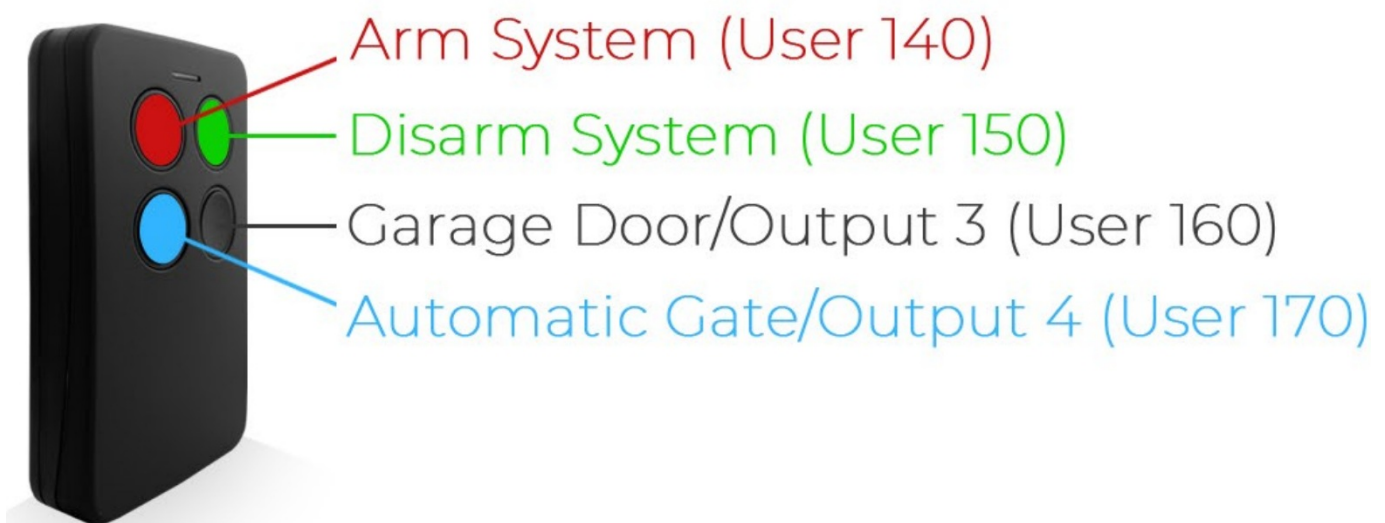 Arm System (User 140)
Disarm System (User 150)
Garage Door/Output 3 (User 160)
Automatic Gate/Output 4 (User 170)